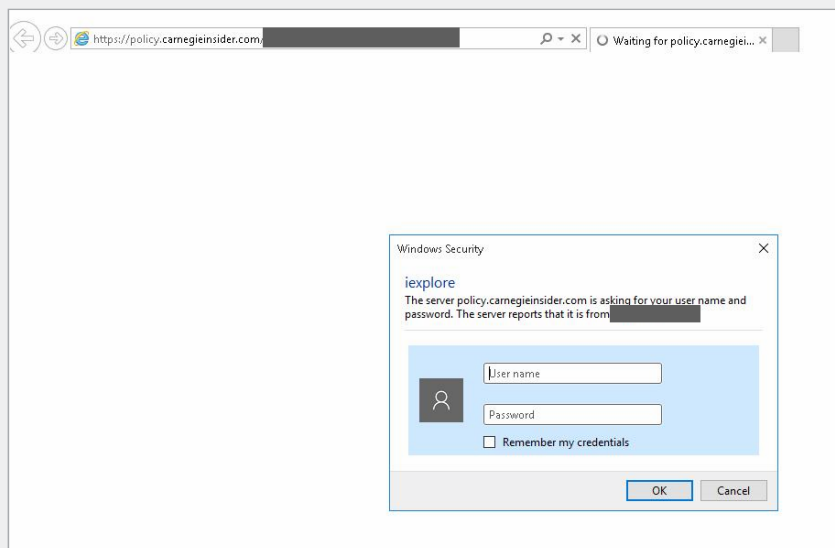 https://policy.carnegieinsider.com/
Waiting for policy.carnegiei...
Windows Security
iexplore
The server policy.carnegieinsider.com is asking for your user name and
password. The server reports that it is from
User name
Password
Remember my credentials
OK
Cancel